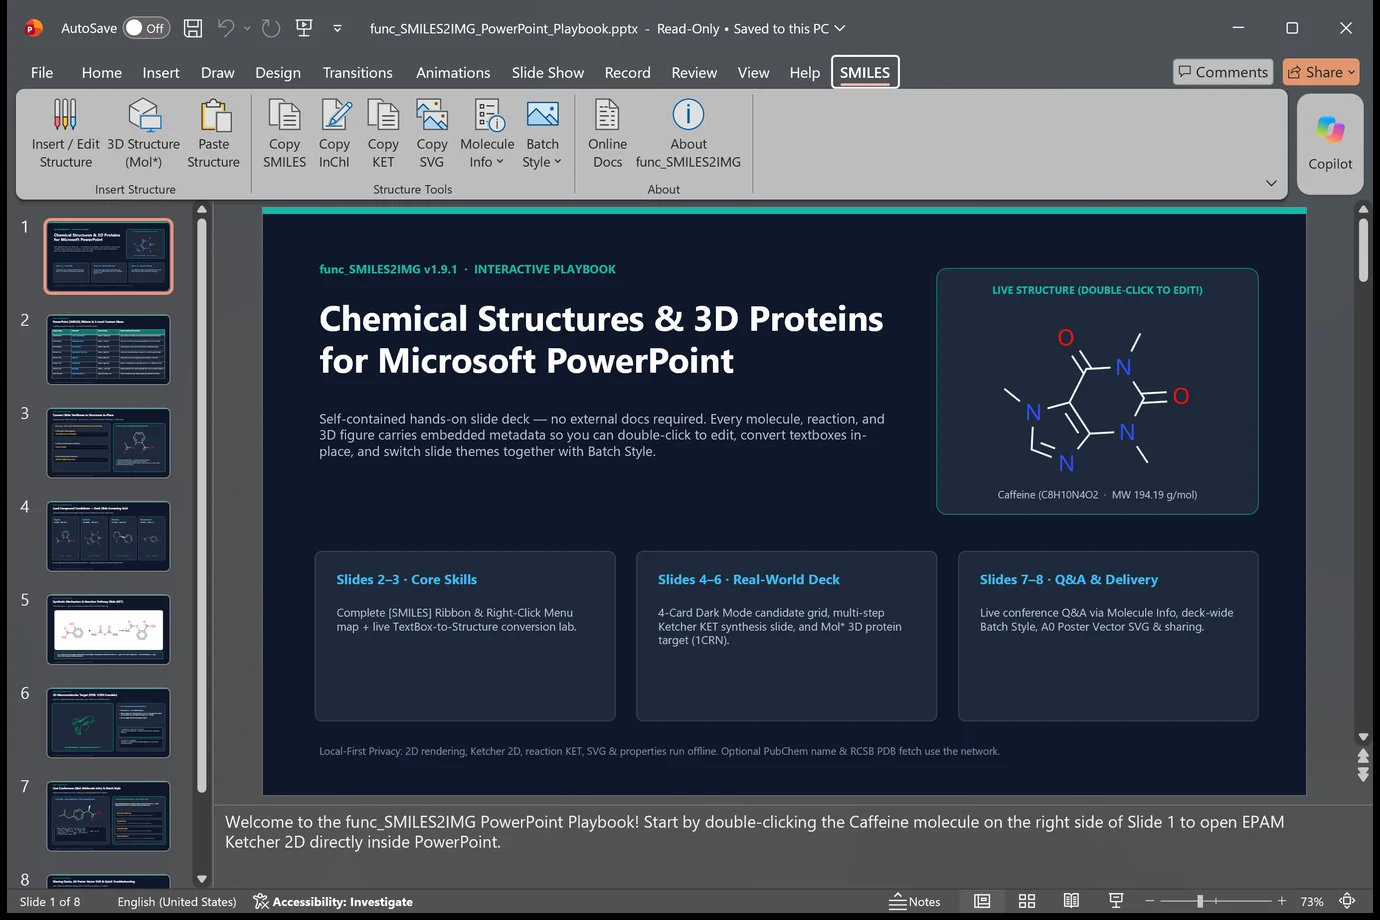 AutoSave Off func_SMILES2IMG_PowerPoint_Playbook.pptx - Read-Only • Saved to this PC
File Home Insert Draw Design Transitions Animations Slide Show Record Review View Help SMILES Comments Share
Insert / Edit Structure
3D Structure (Mol*)
Paste Structure
Insert Structure
Copy SMILES
Copy InChI
Copy KET
Copy SVG
Molecule Info
Batch Style
Structure Tools
Online Docs
About func_SMILES2IMG
About
Copilot
1
Chemical Structures & 3D Proteins
for Microsoft PowerPoint
2
3
4
5
6
7
8
func_SMILES2IMG v1.9.1 · INTERACTIVE PLAYBOOK
Chemical Structures & 3D Proteins
for Microsoft PowerPoint
Self-contained hands-on slide deck — no external docs required. Every molecule, reaction, and
3D figure carries embedded metadata so you can double-click to edit, convert textboxes in-
place, and switch slide themes together with Batch Style.
LIVE STRUCTURE (DOUBLE-CLICK TO EDIT!)
O
N
O
N
N
N
Caffeine (C8H10N4O2 · MW 194.19 g/mol)
Slides 2–3 · Core Skills
Complete [SMILES] Ribbon & Right-Click Menu
map + live TextBox-to-Structure conversion lab.
Slides 4–6 · Real-World Deck
4-Card Dark Mode candidate grid, multi-step
Ketcher KET synthesis slide, and Mol* 3D protein
target (1CRN).
Slides 7–8 · Q&A & Delivery
Live conference Q&A via Molecule Info, deck-wide
Batch Style, A0 Poster Vector SVG & sharing.
Local-First Privacy: 2D rendering, Ketcher 2D, reaction KET, SVG & properties run offline. Optional PubChem name & RCSB PDB fetch use the network.
Welcome to the func_SMILES2IMG PowerPoint Playbook! Start by double-clicking the Caffeine molecule on the right side of Slide 1 to open EPAM
Ketcher 2D directly inside PowerPoint.
Slide 1 of 8 English (United States) Accessibility: Investigate Notes 73%